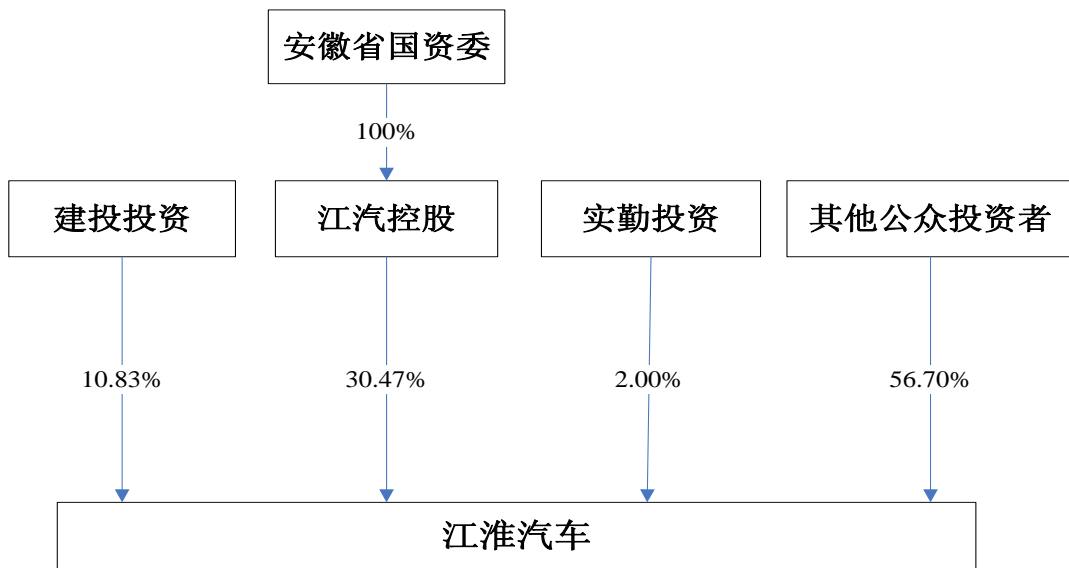 安徽省国资委
100%
建投投资
江汽控股
实勤投资
其他公众投资者
10.83%
30.47%
2.00%
56.70%
江淮汽车